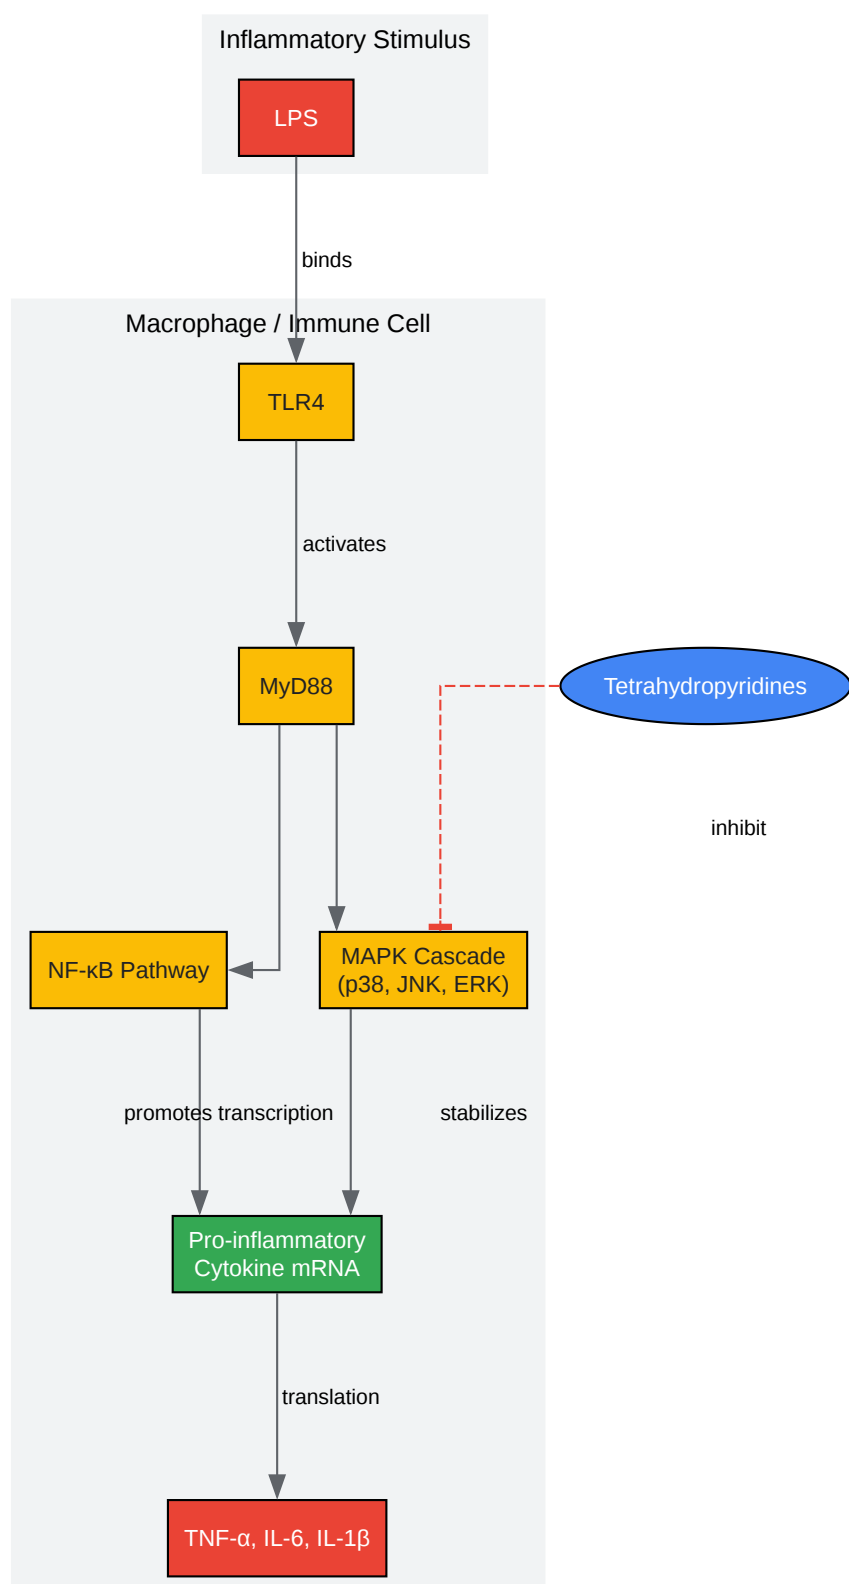 Inflammatory Stimulus
LPS
binds
Macrophage / Immune Cell
TLR4
activates
MyD88
Tetrahydropyridines
inhibit
NF-κB Pathway
MAPK Cascade
(p38, JNK, ERK)
promotes transcription
stabilizes
Pro-inflammatory
Cytokine mRNA
translation
TNF-α, IL-6, IL-1β